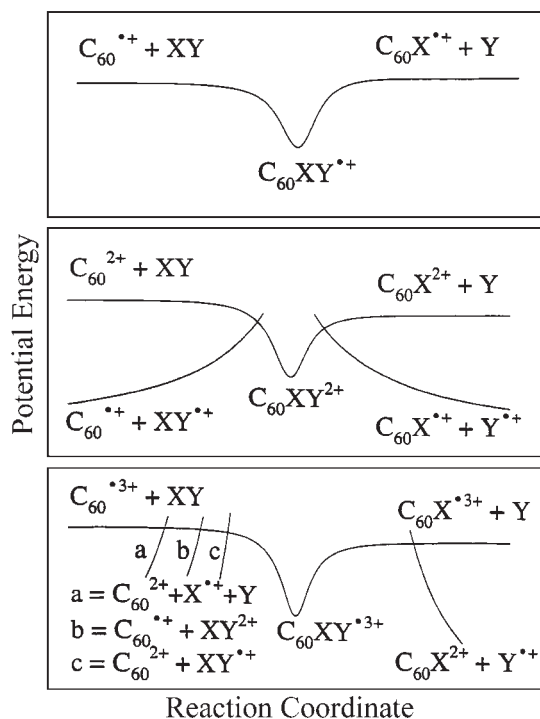 Potential Energy
C₆₀•⁺ + XY
C₆₀X•⁺ + Y
C₆₀XY•⁺
C₆₀²⁺ + XY
C₆₀X²⁺ + Y
C₆₀XY²⁺
C₆₀•⁺ + XY•⁺
C₆₀X•⁺ + Y•⁺
C₆₀•³⁺ + XY
C₆₀X•³⁺ + Y
a b c
a = C₆₀²⁺+X•⁺+Y
b = C₆₀•⁺ + XY²⁺
c = C₆₀²⁺ + XY•⁺
C₆₀XY•³⁺
C₆₀X²⁺ + Y•⁺
Reaction Coordinate